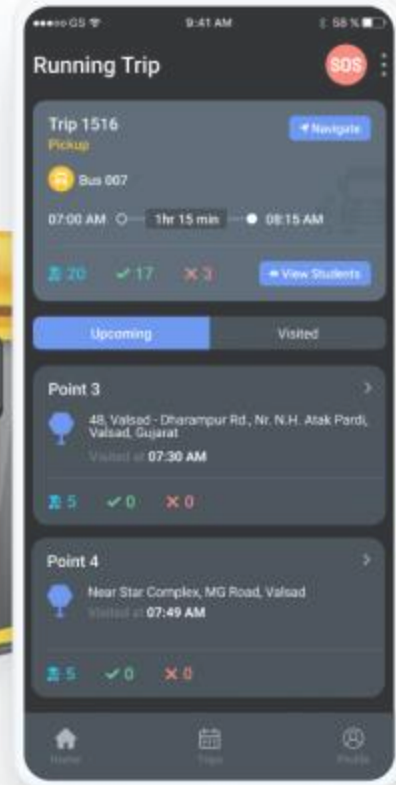 GS 9:41 AM 58 %
Running Trip SOS
Trip 1516
Navigate
Pickup
Bus 007
07:00 AM 1hr 15 min 08:15 AM
20 17 3 View Students
Upcoming Visited
Point 3
48, Valsad - Dharampur Rd., Nr. N.H. Atak Pardi,
Valsad, Gujarat
Visited at 07:30 AM
5 0 0
Point 4
Near Star Complex, MG Road, Valsad
Visited at 07:49 AM
5 0 0
Home Trips Profile